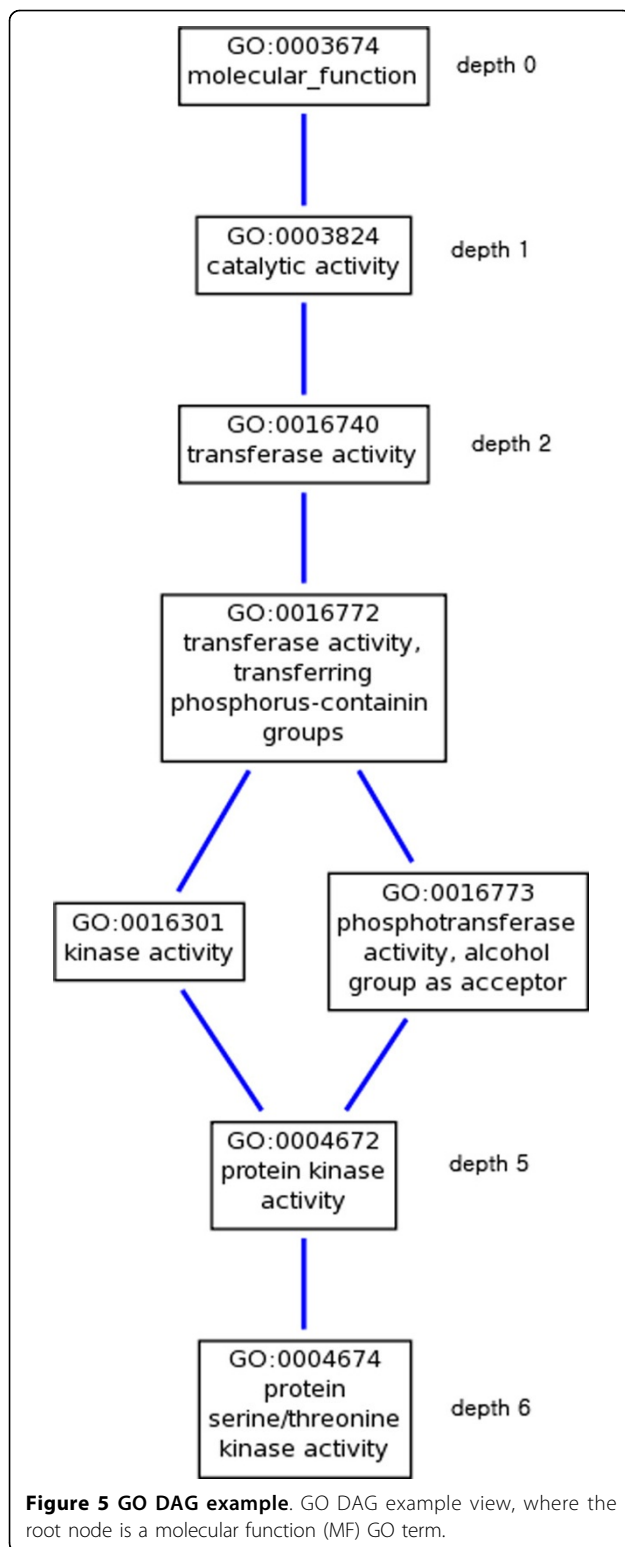 GO:0003674
molecular_function
depth 0
GO:0003824
catalytic activity
depth 1
GO:0016740
transferase activity
depth 2
GO:0016772
transferase activity,
transferring
phosphorus-containin
groups
GO:0016301
kinase activity
GO:0016773
phosphotransferase
activity, alcohol
group as acceptor
GO:0004672
protein kinase
activity
depth 5
GO:0004674
protein
serine/threonine
kinase activity
depth 6
Figure 5 GO DAG example. GO DAG example view, where the
root node is a molecular function (MF) GO term.